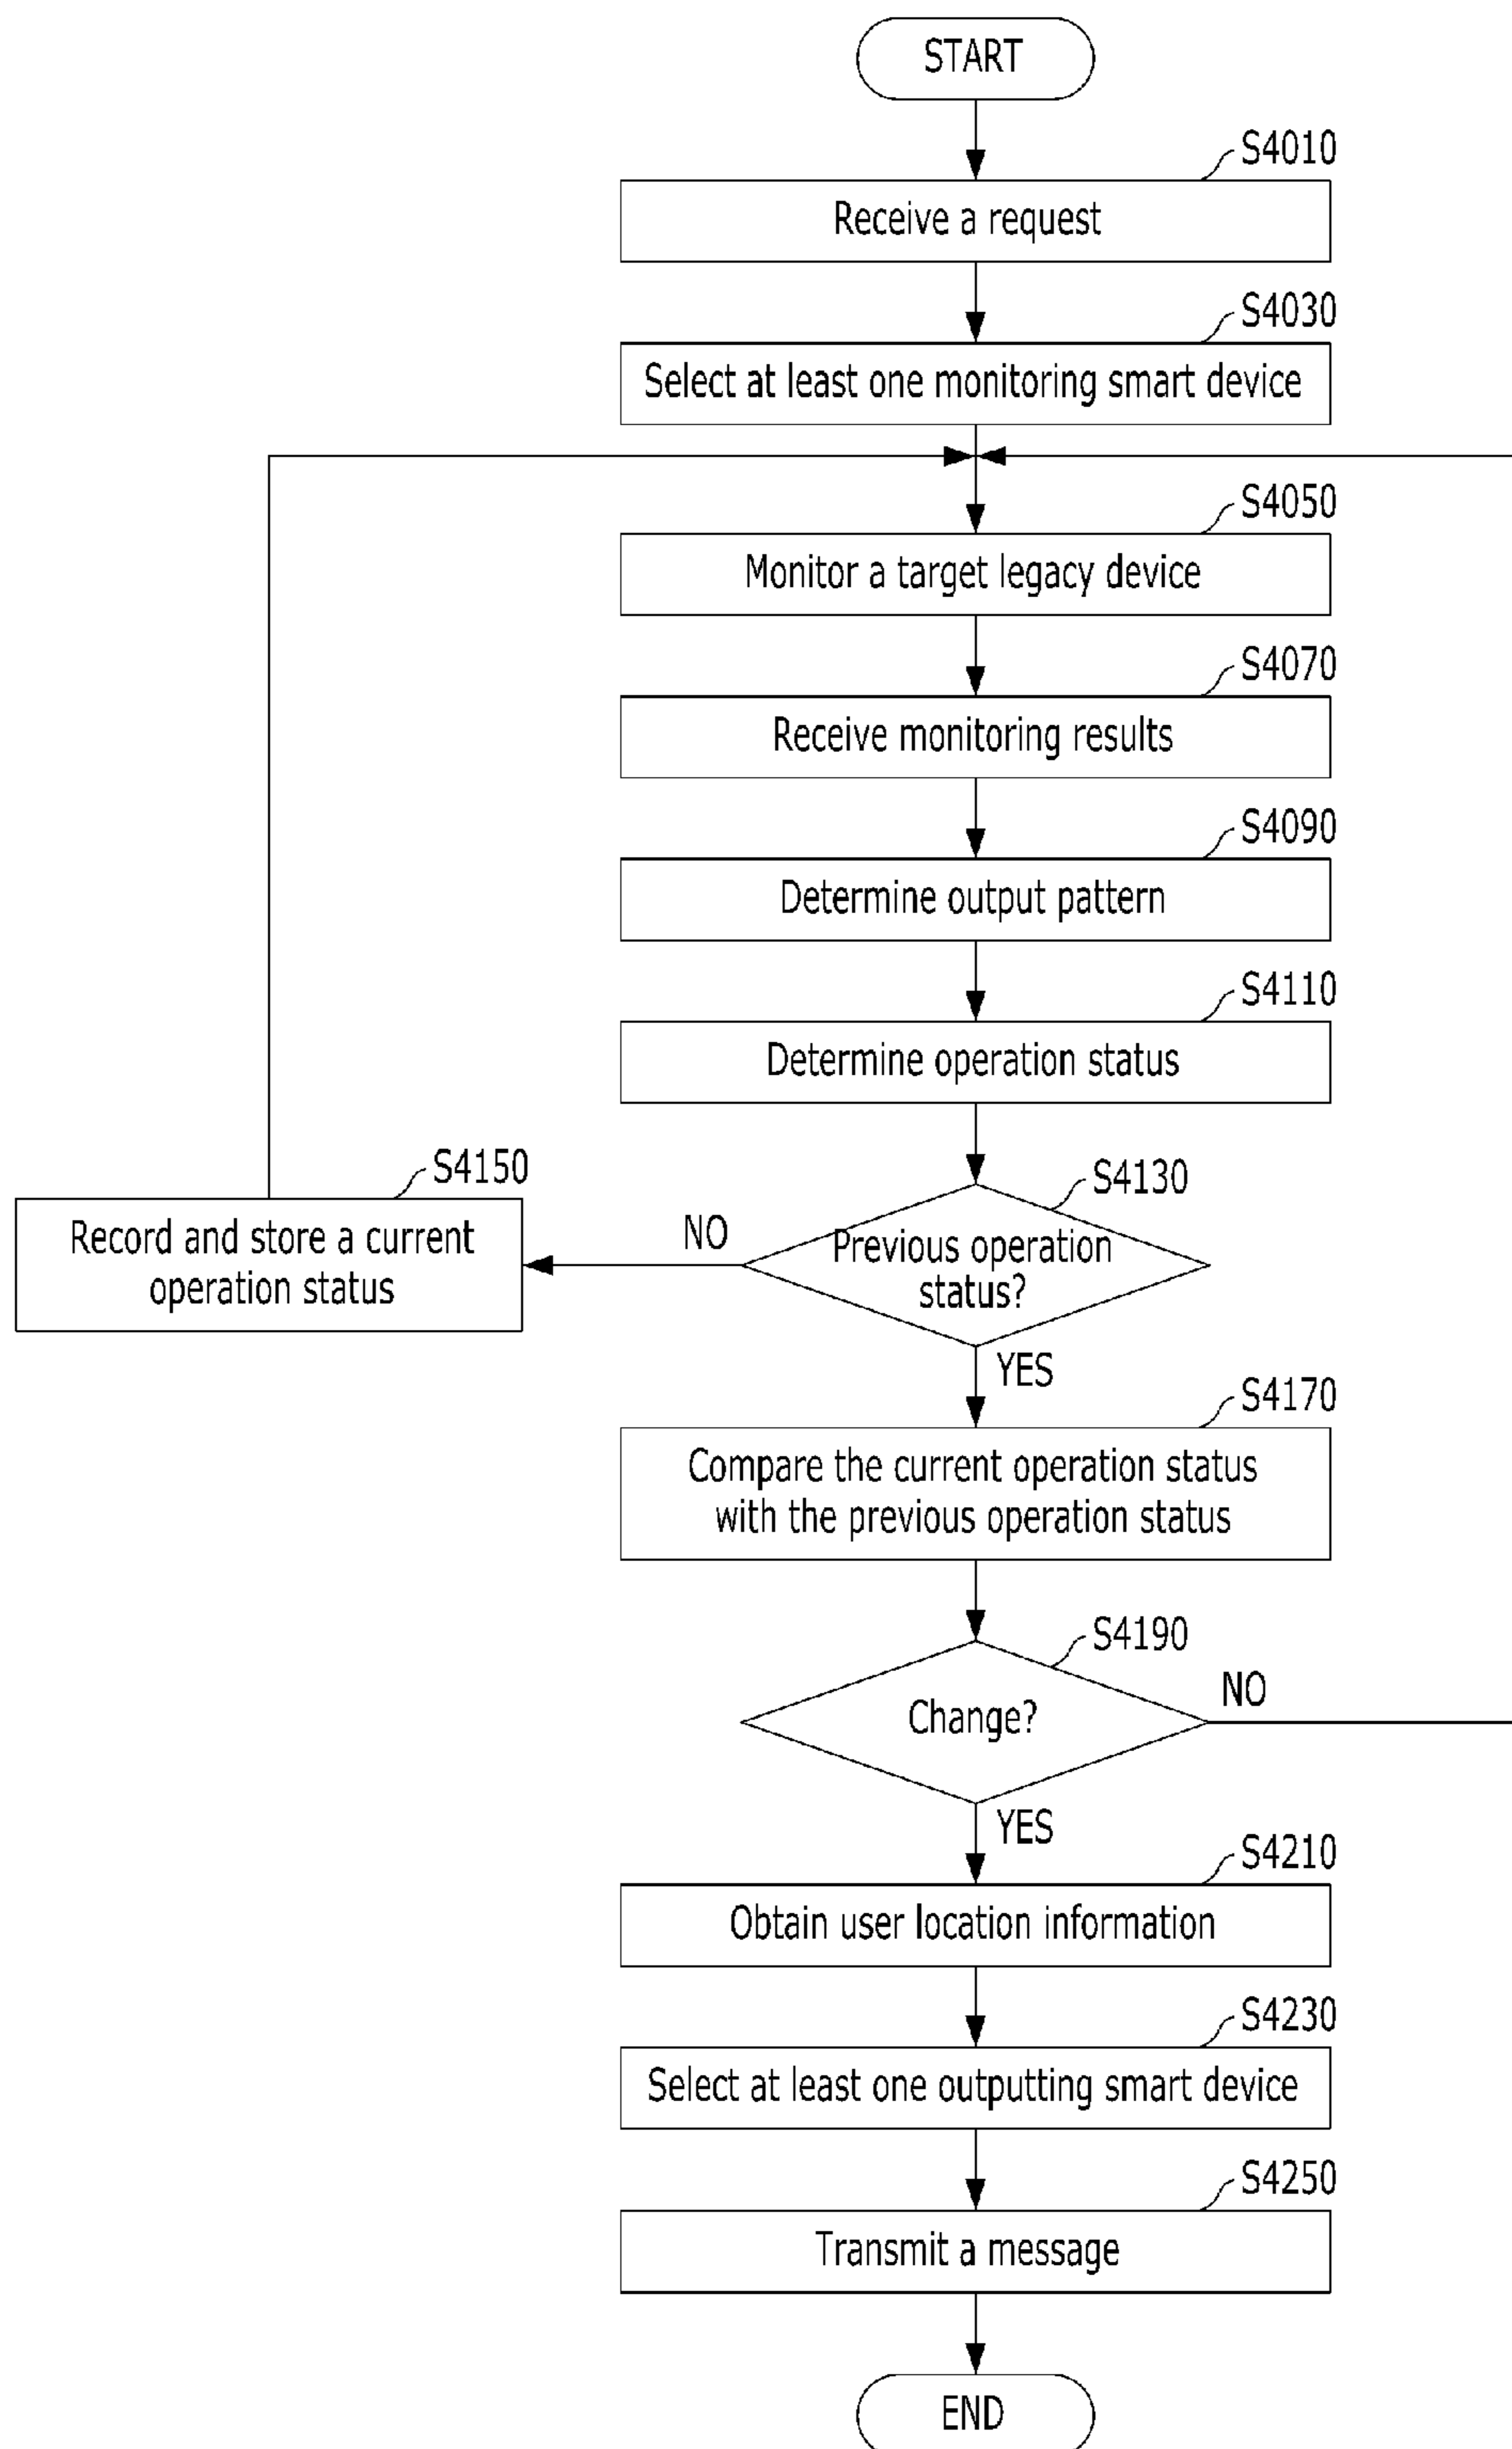 START
S4010
Receive a request
S4030
Select at least one monitoring smart device
S4050
Monitor a target legacy device
S4070
Receive monitoring results
S4090
Determine output pattern
S4110
Determine operation status
S4130
Previous operation
status?
NO
S4150
Record and store a current
operation status
YES
S4170
Compare the current operation status
with the previous operation status
S4190
Change?
NO
YES
S4210
Obtain user location information
S4230
Select at least one outputting smart device
S4250
Transmit a message
END